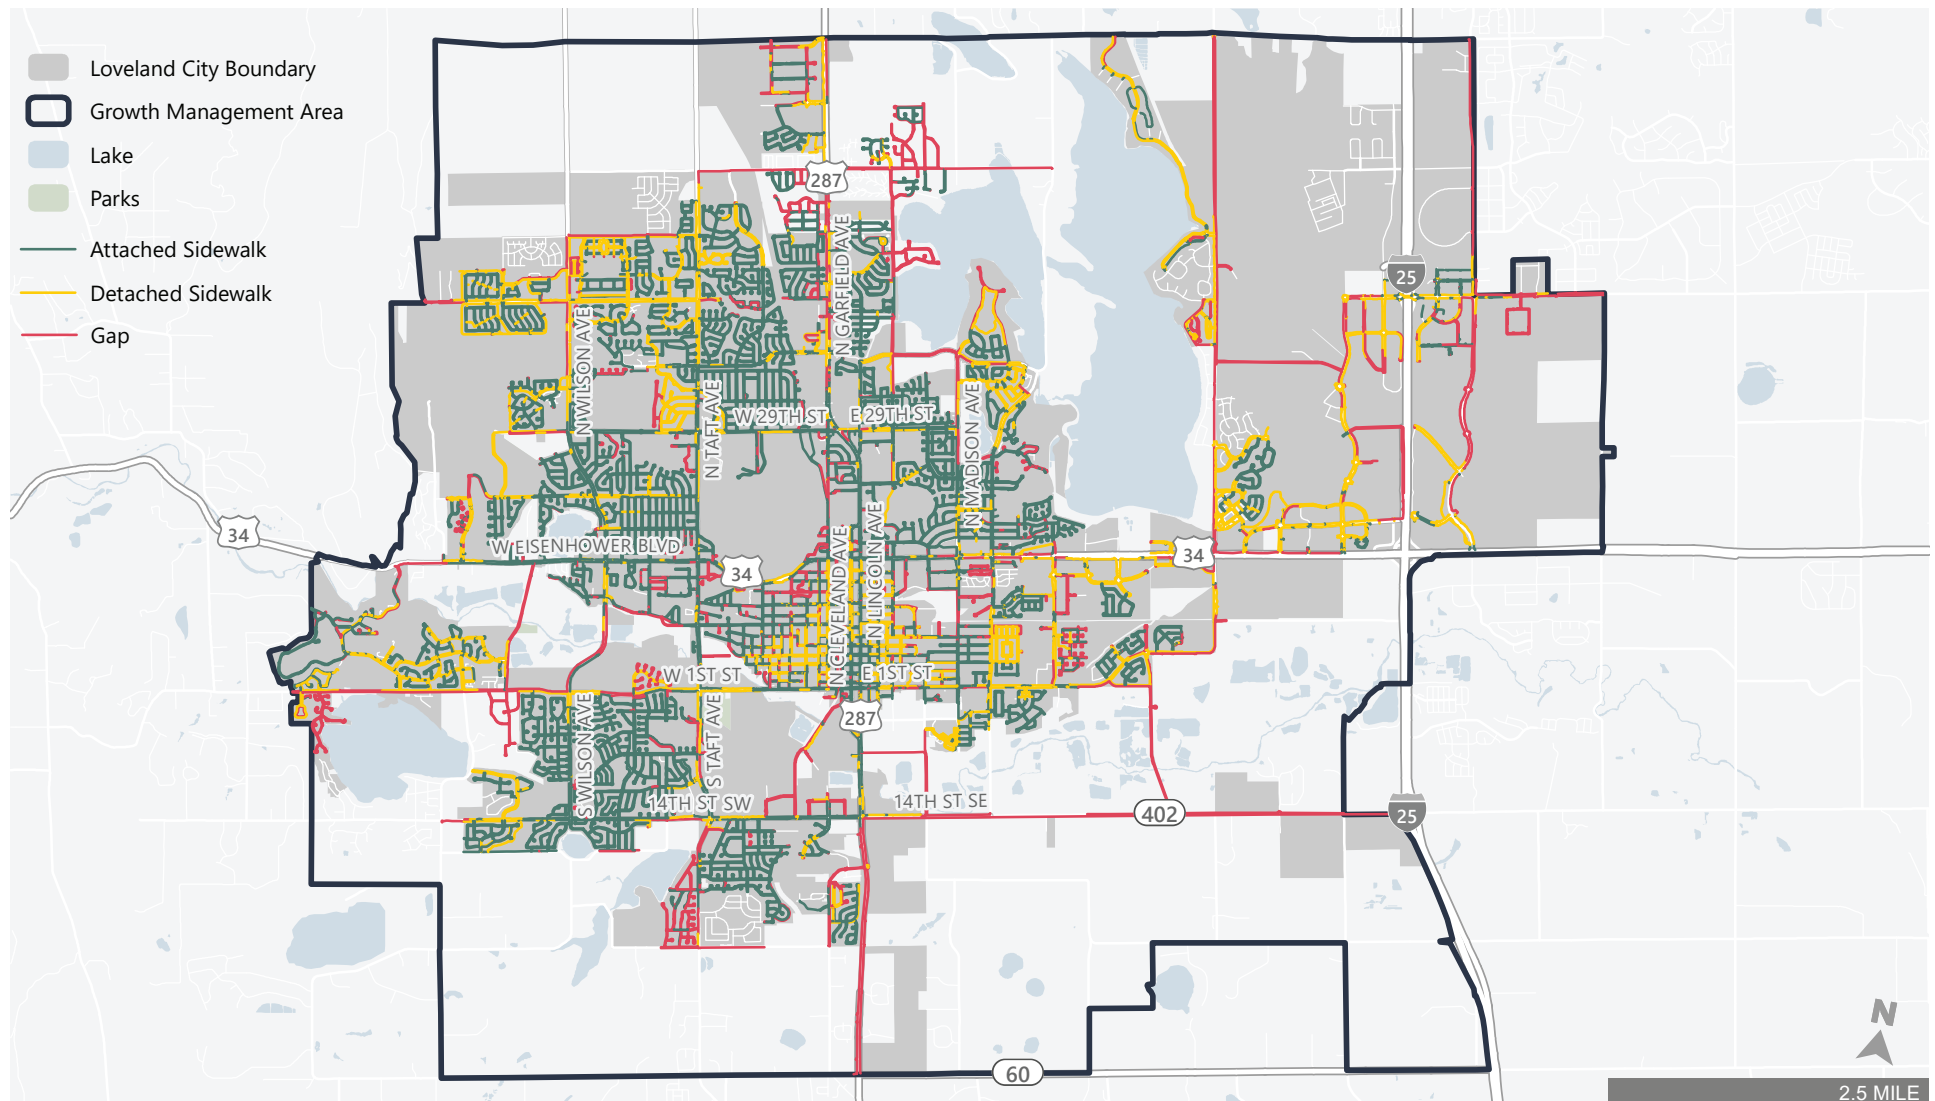 Loveland City Boundary
Growth Management Area
Lake
Parks
Attached Sidewalk
Detached Sidewalk
Gap
287
25
N GARFIELD AVE
N WILSON AVE
N TAFT AVE
W 29TH ST
E 29TH ST
N MADISON AVE
34
W EISENHOWER BLVD
34
34
N CLEVELAND AVE
N LINCOLN AVE
W 1ST ST
E 1ST ST
287
S WILSON AVE
S TAFT AVE
14TH ST SW
14TH ST SE
402
25
60
N
2.5 MILE